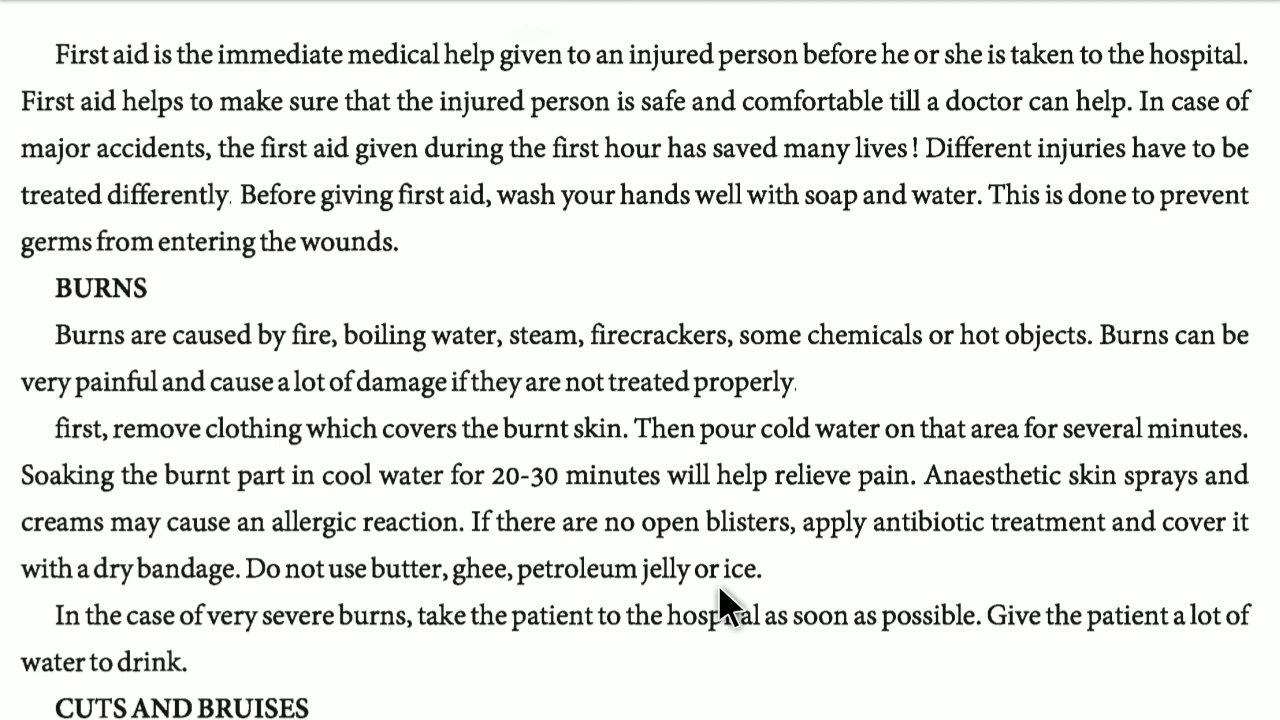 First aid is the immediate medical help given to an injured person before he or she is taken to the hospital.
First aid helps to make sure that the injured person is safe and comfortable till a doctor can help. In case of
major accidents, the first aid given during the first hour has saved many lives! Different injuries have to be
treated differently. Before giving first aid, wash your hands well with soap and water. This is done to prevent
germs from entering the wounds.
BURNS
Burns are caused by fire, boiling water, steam, firecrackers, some chemicals or hot objects. Burns can be
very painful and cause a lot of damage if they are not treated properly.
first, remove clothing which covers the burnt skin. Then pour cold water on that area for several minutes.
Soaking the burnt part in cool water for 20-30 minutes will help relieve pain. Anaesthetic skin sprays and
creams may cause an allergic reaction. If there are no open blisters, apply antibiotic treatment and cover it
with a dry bandage. Do not use butter, ghee, petroleum jelly or ice.
In the case of very severe burns, take the patient to the hospital as soon as possible. Give the patient a lot of
water to drink.
CUTS AND BRUISES